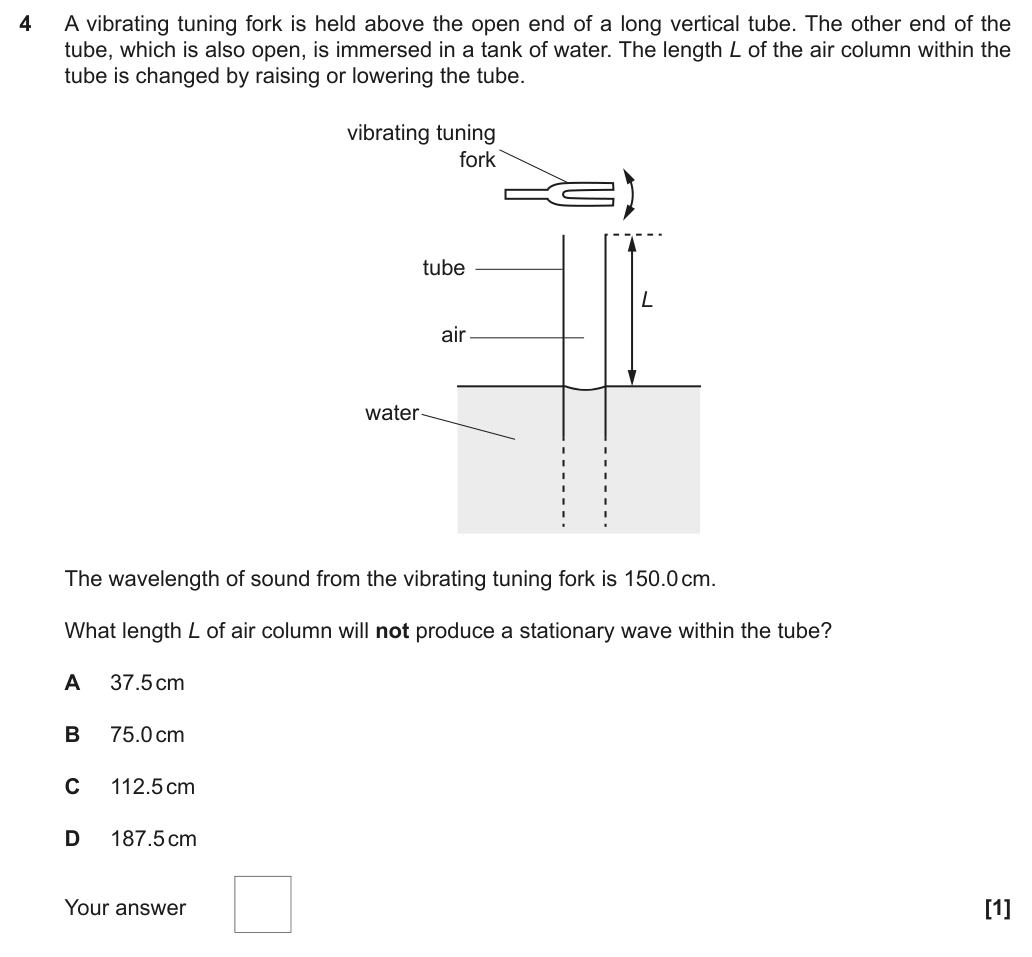 4 A vibrating tuning fork is held above the open end of a long vertical tube. The other end of the
tube, which is also open, is immersed in a tank of water. The length L of the air column within the
tube is changed by raising or lowering the tube.
vibrating tuning
fork
tube
L
air
water
The wavelength of sound from the vibrating tuning fork is 150.0 cm.
What length L of air column will not produce a stationary wave within the tube?
A 37.5 cm
B 75.0 cm
C 112.5 cm
D 187.5 cm
Your answer [1]